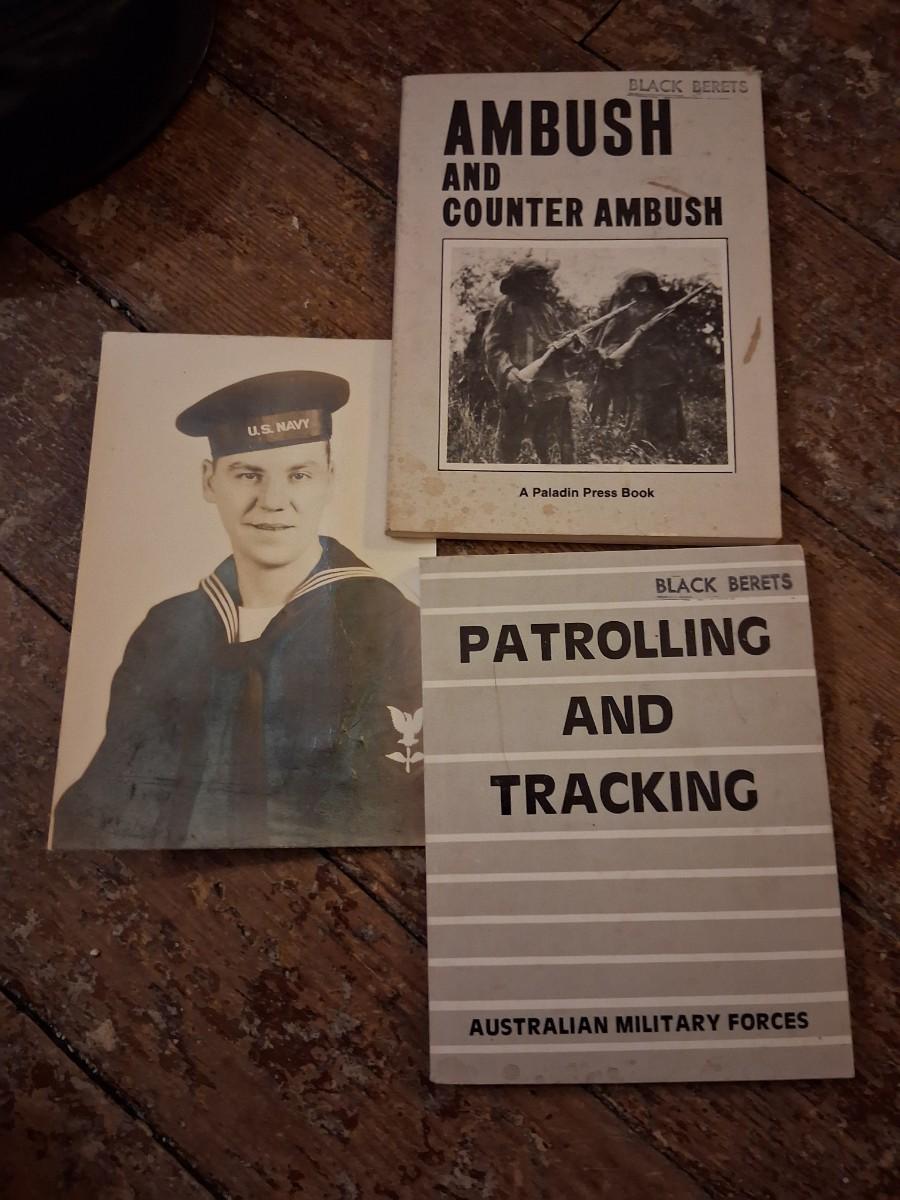 BLACK BERETS
AMBUSH
AND
COUNTER AMBUSH
A Paladin Press Book
U.S. NAVY
BLACK BERETS
PATROLLING
AND
TRACKING
AUSTRALIAN MILITARY FORCES